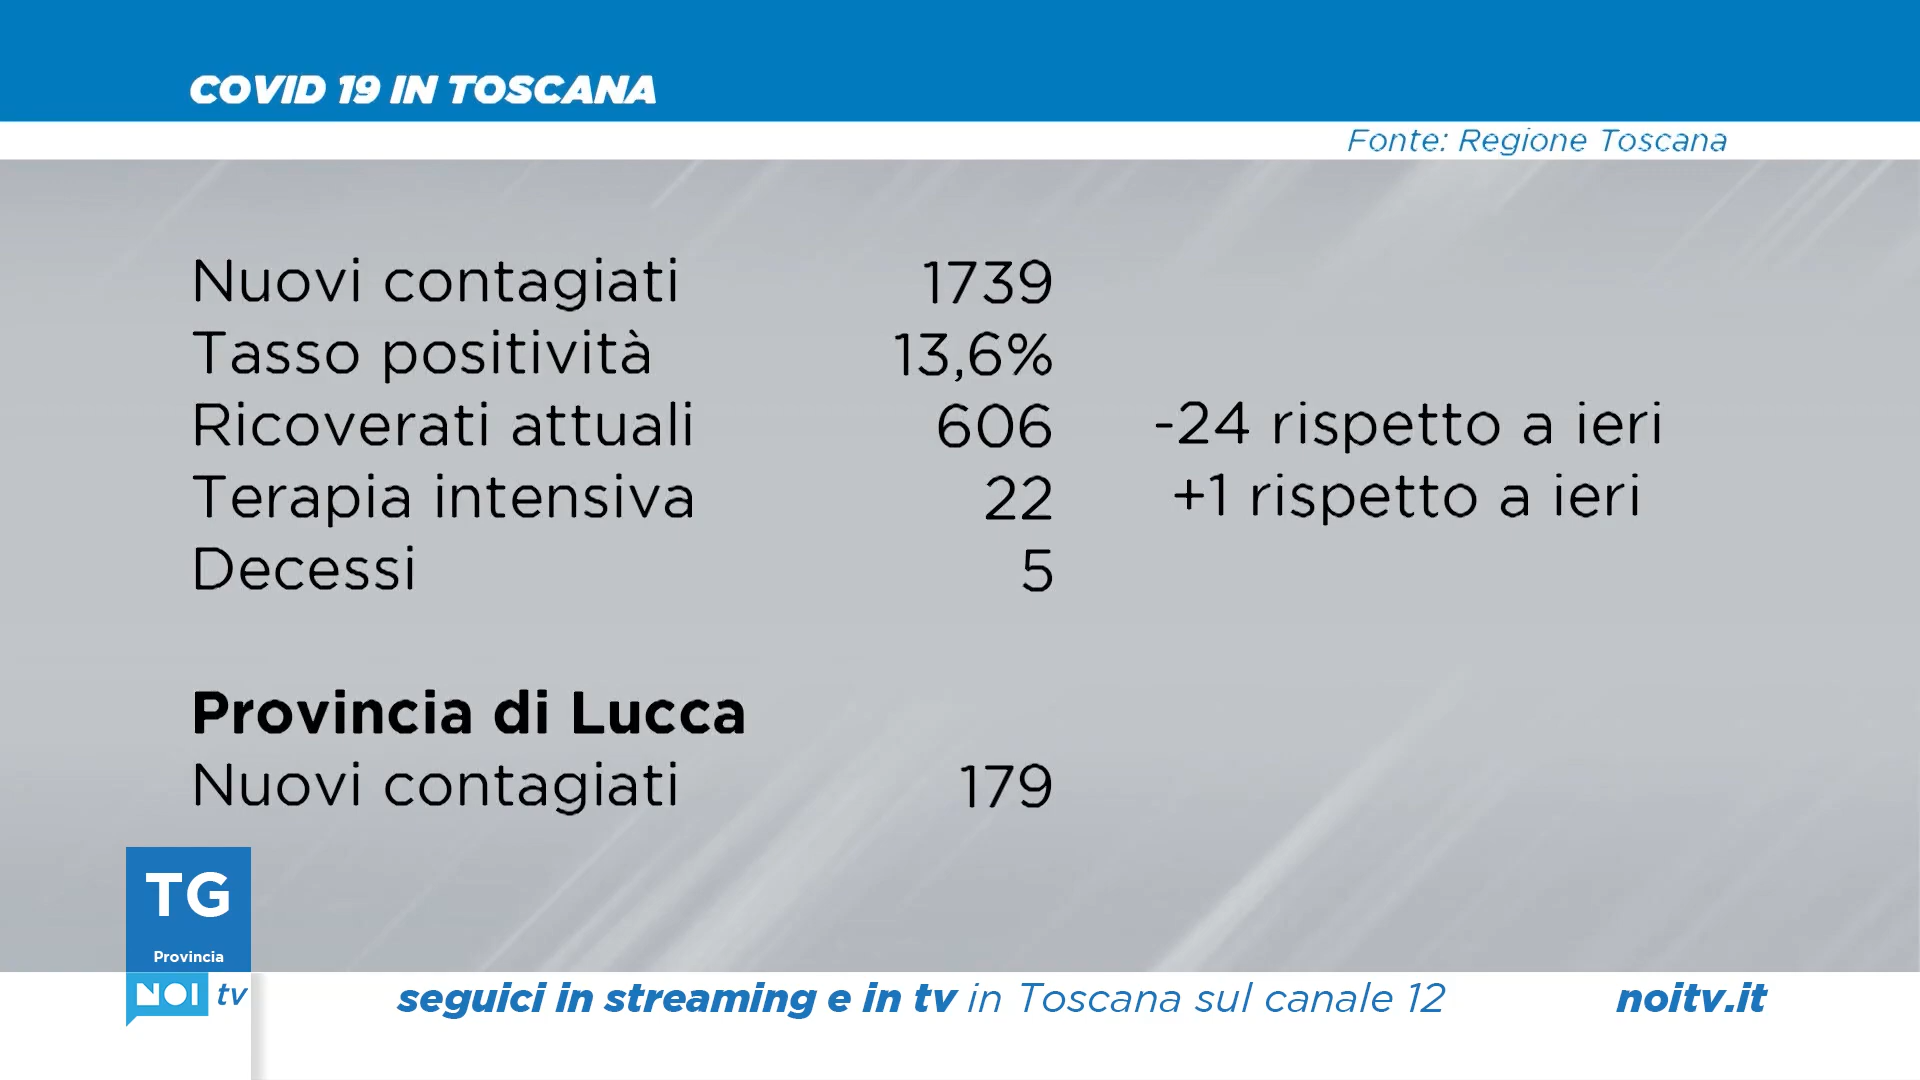 COVID 19 IN TOSCANA
Fonte: Regione Toscana
Nuovi contagiati 1739
Tasso positività 13,6%
Ricoverati attuali 606 -24 rispetto a ieri
Terapia intensiva 22 +1 rispetto a ieri
Decessi 5
Provincia di Lucca
Nuovi contagiati 179
TG
Provincia
NOI tv
seguici in streaming e in tv in Toscana sul canale 12 noitv.it